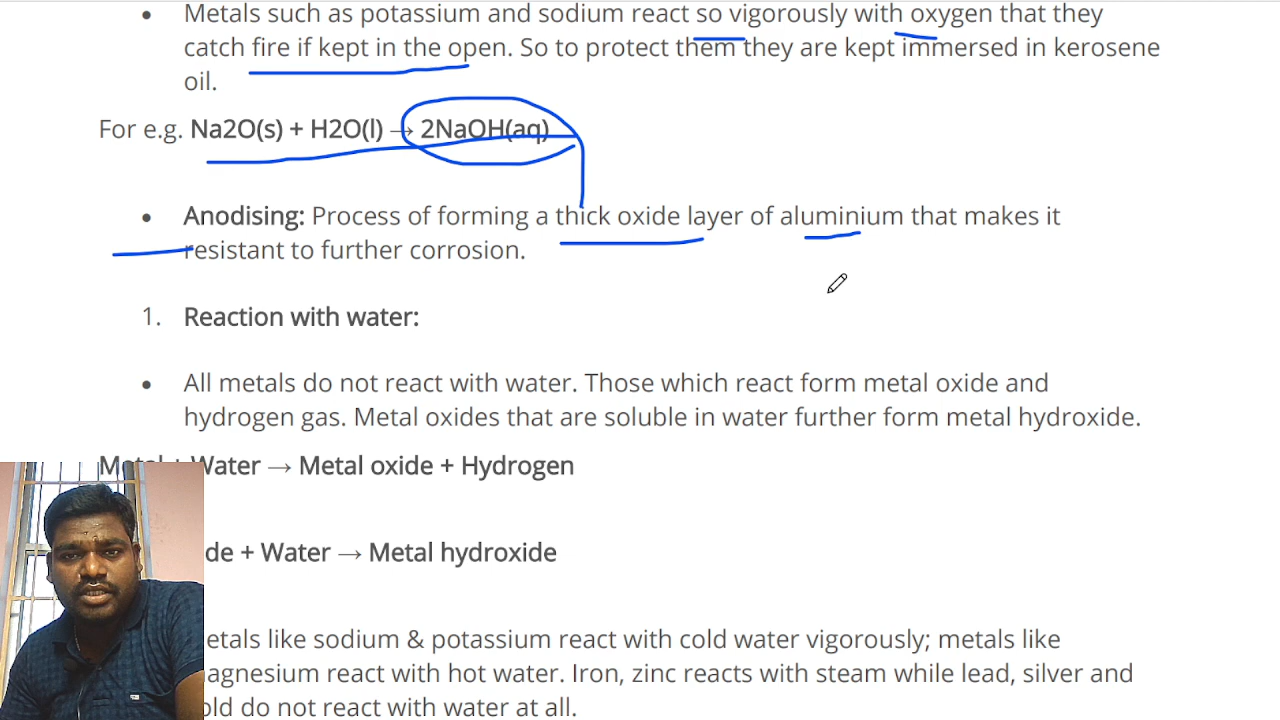 • Metals such as potassium and sodium react so vigorously with oxygen that they
catch fire if kept in the open. So to protect them they are kept immersed in kerosene
oil.
For e.g. Na2O(s) + H2O(l) → 2NaOH(aq)
• Anodising: Process of forming a thick oxide layer of aluminium that makes it
resistant to further corrosion.
1. Reaction with water:
• All metals do not react with water. Those which react form metal oxide and
hydrogen gas. Metal oxides that are soluble in water further form metal hydroxide.
Metal + Water → Metal oxide + Hydrogen
de + Water → Metal hydroxide
etals like sodium & potassium react with cold water vigorously; metals like
agnesium react with hot water. Iron, zinc reacts with steam while lead, silver and
old do not react with water at all.